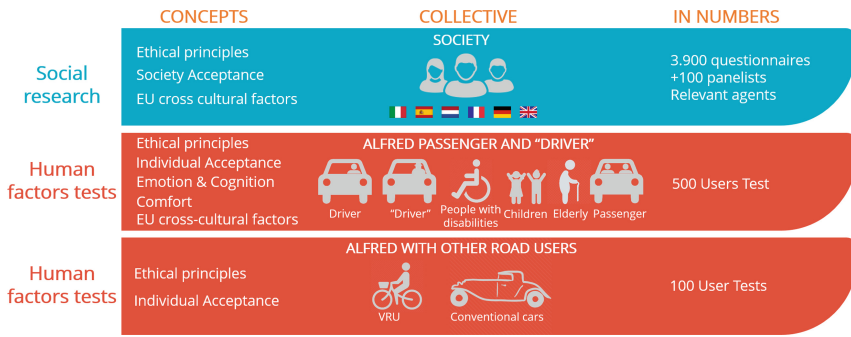 CONCEPTS
COLLECTIVE
IN NUMBERS
Social
research
Ethical principles
Society Acceptance
EU cross cultural factors
SOCIETY
3.900 questionnaires
+100 panelists
Relevant agents
Human
factors tests
Ethical principles
Individual Acceptance
Emotion & Cognition
Comfort
EU cross-cultural factors
ALFRED PASSENGER AND “DRIVER”
Driver
“Driver”
People with
disabilities
Children
Elderly
Passenger
500 Users Test
Human
factors tests
Ethical principles
Individual Acceptance
ALFRED WITH OTHER ROAD USERS
VRU
Conventional cars
100 User Tests